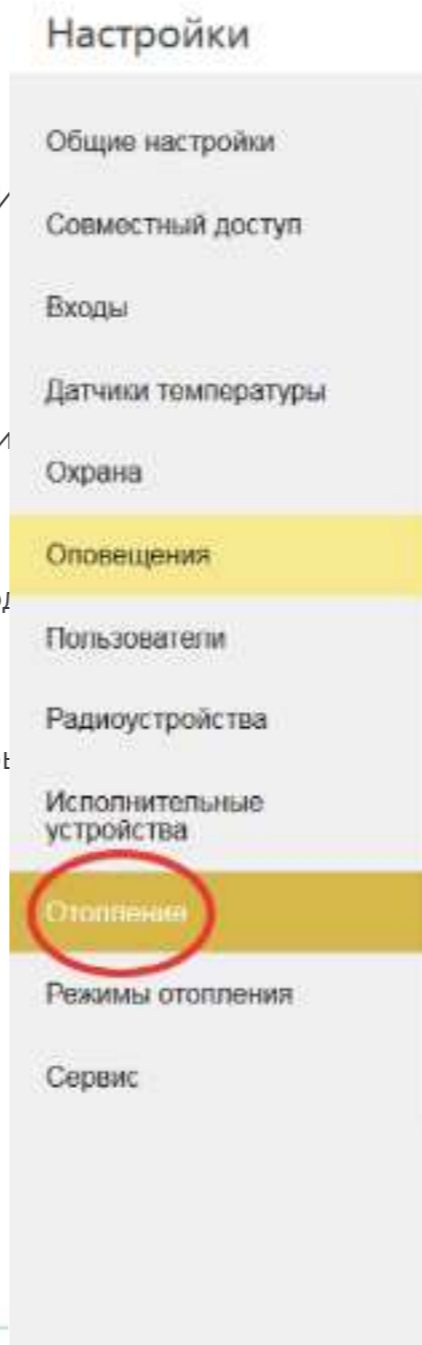 Настройки
Общие настройки
Совместный доступ
Входы
Датчики температуры
Охрана
Оповещения
Пользователи
Радиоустройства
Исполнительные
устройства
Отопление
Режимы отопления
Сервис